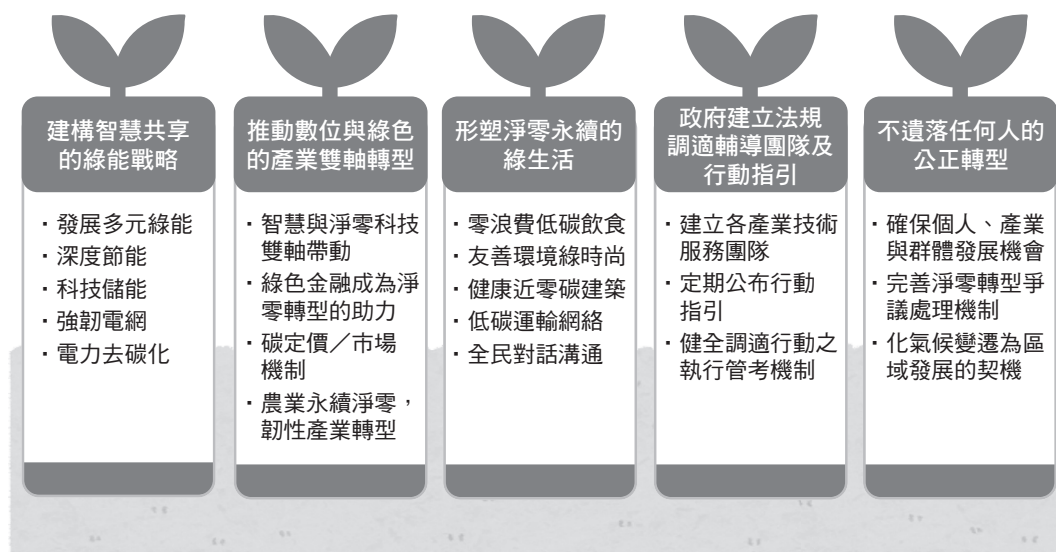 建構智慧共享
的綠能戰略
・發展多元綠能
・深度節能
・科技儲能
・強韌電網
・電力去碳化
推動數位與綠色
的產業雙軸轉型
・智慧與淨零科技
雙軸帶動
・綠色金融成為淨
零轉型的助力
・碳定價／市場
機制
・農業永續淨零，
韌性產業轉型
形塑淨零永續的
綠生活
・零浪費低碳飲食
・友善環境綠時尚
・健康近零碳建築
・低碳運輸網絡
・全民對話溝通
政府建立法規
調適輔導團隊及
行動指引
・建立各產業技術
服務團隊
・定期公布行動
指引
・健全調適行動之
執行管考機制
不遺落任何人的
公正轉型
・確保個人、產業
與群體發展機會
・完善淨零轉型爭
議處理機制
・化氣候變遷為區
域發展的契機